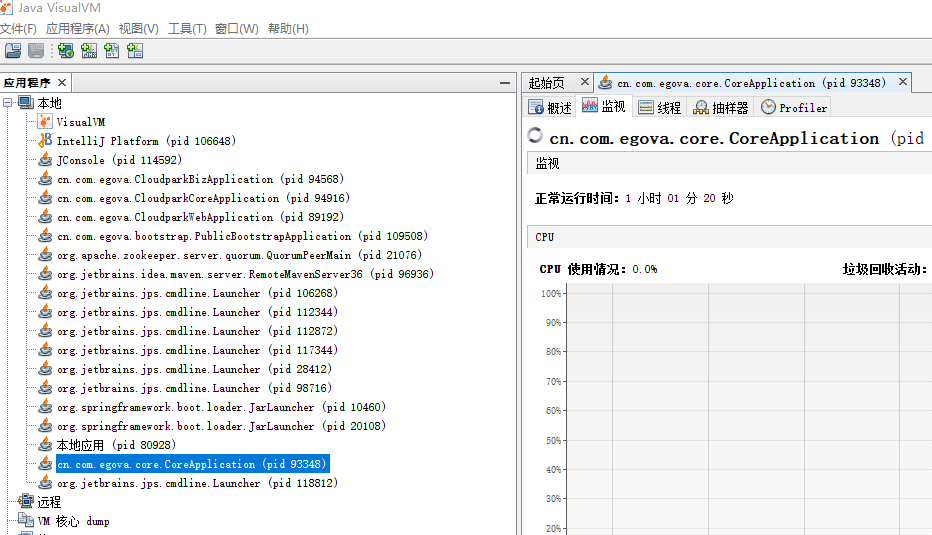 Java VisualVM
文件(F) 应用程序(A) 视图(V) 工具(T) 窗口(W) 帮助(H)
应用程序
本地
VisualVM
IntelliJ Platform (pid 106648)
JConsole (pid 114592)
cn.com.egova.CloudparkBizApplication (pid 94568)
cn.com.egova.CloudparkCoreApplication (pid 94916)
cn.com.egova.CloudparkWebApplication (pid 89192)
cn.com.egova.bootstrap.PublicBootstrapApplication (pid 109508)
org.apache.zookeeper.server.quorum.QuorumPeerMain (pid 21076)
org.jetbrains.idea.maven.server.RemoteMavenServer36 (pid 96936)
org.jetbrains.jps.cmdline.Launcher (pid 106268)
org.jetbrains.jps.cmdline.Launcher (pid 112344)
org.jetbrains.jps.cmdline.Launcher (pid 112872)
org.jetbrains.jps.cmdline.Launcher (pid 117344)
org.jetbrains.jps.cmdline.Launcher (pid 28412)
org.jetbrains.jps.cmdline.Launcher (pid 98716)
org.springframework.boot.loader.JarLauncher (pid 10460)
org.springframework.boot.loader.JarLauncher (pid 20108)
本地应用 (pid 80928)
cn.com.egova.core.CoreApplication (pid 93348)
org.jetbrains.jps.cmdline.Launcher (pid 118812)
远程
VM 核心 dump
起始页 cn.com.egova.core.CoreApplication (pid 93348)
概述 监视 线程 抽样器 Profiler
cn.com.egova.core.CoreApplication (pid
监视
正常运行时间: 1 小时 01 分 20 秒
CPU
CPU 使用情况: 0.0% 垃圾回收活动:
100%
90%
80%
70%
60%
50%
40%
30%
20%